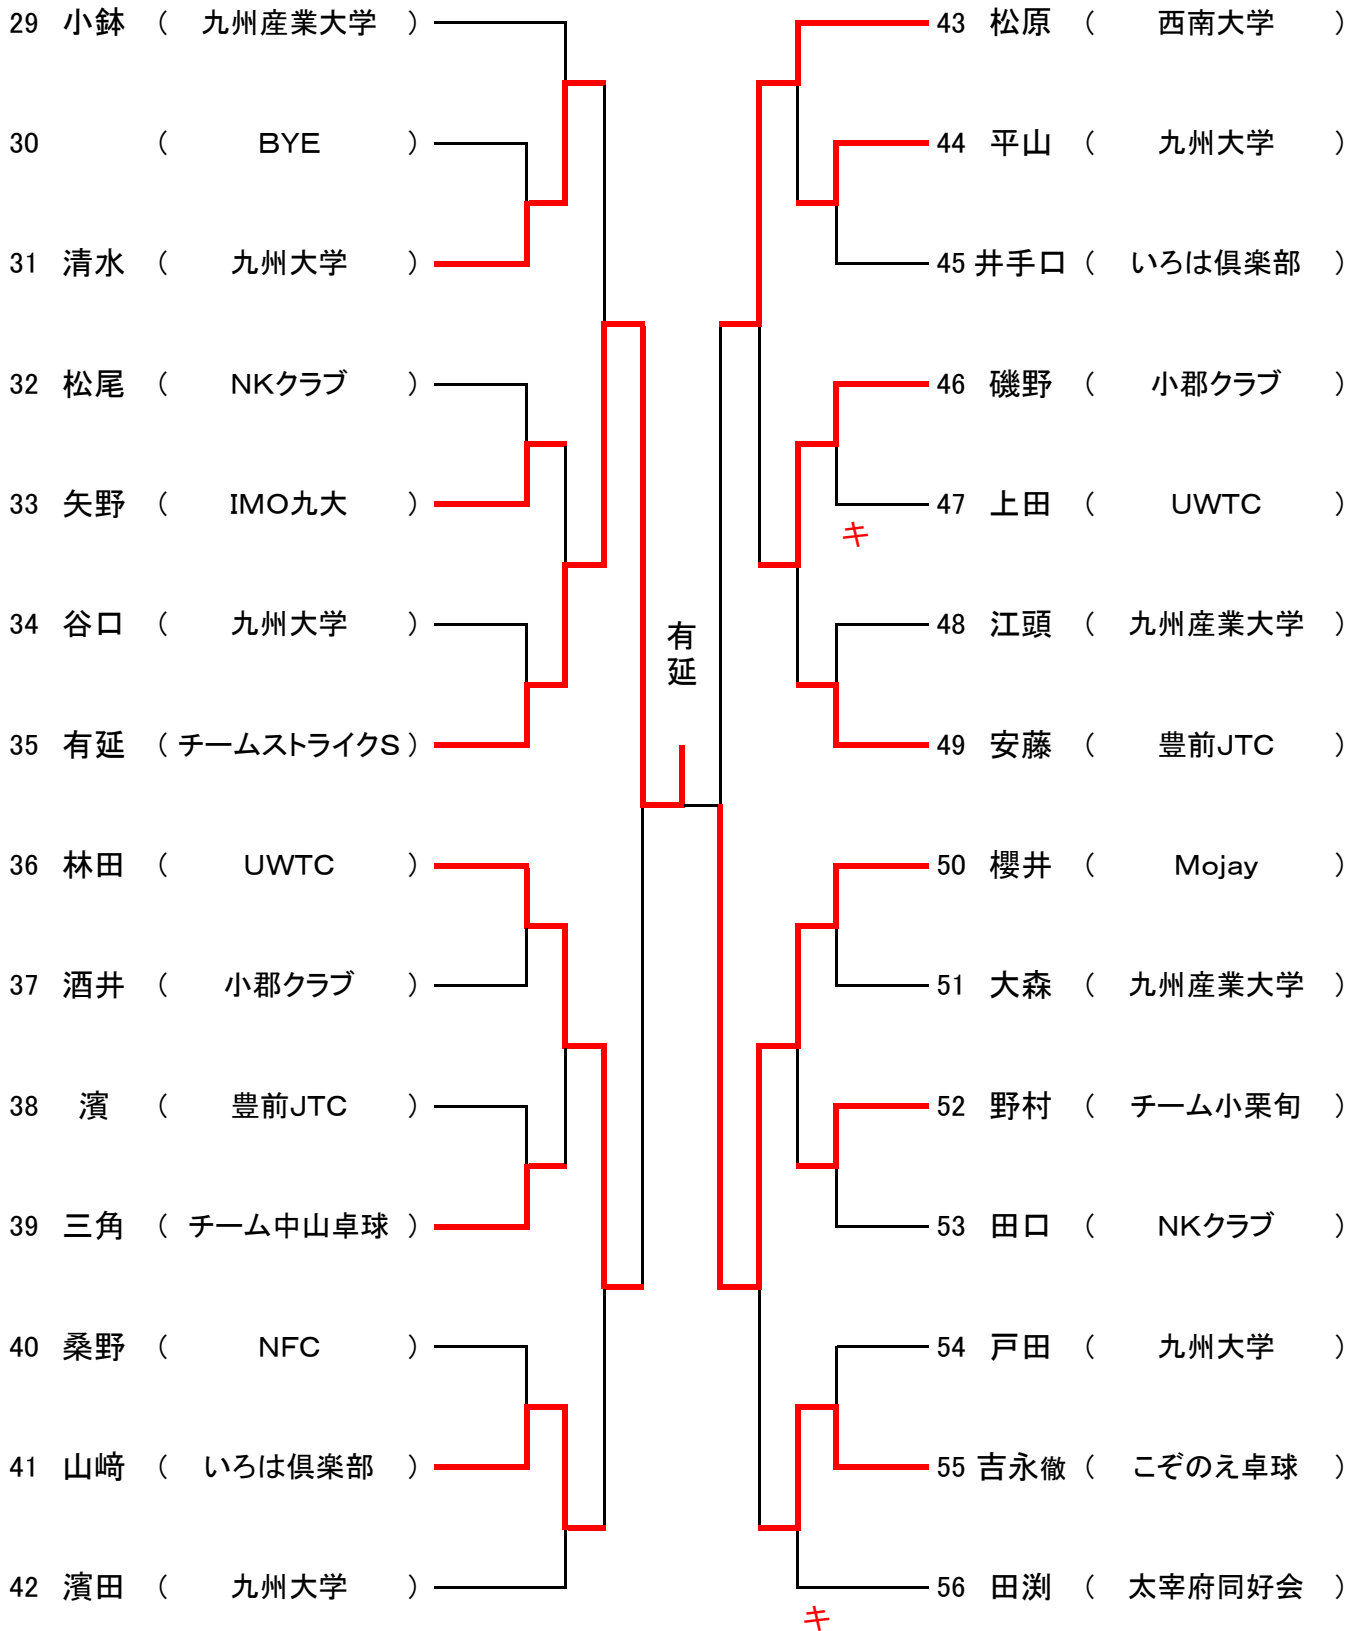 29 小鉢 ( 九州産業大学 )
30 ( BYE )
31 清水 ( 九州大学 )
32 松尾 ( NKクラブ )
33 矢野 ( IMO九大 )
34 谷口 ( 九州大学 )
35 有延 ( チームストライクS )
36 林田 ( UWTC )
37 酒井 ( 小郡クラブ )
38 濱 ( 豊前JTC )
39 三角 ( チーム中山卓球 )
40 桑野 ( NFC )
41 山﨑 ( いろは倶楽部 )
42 濱田 ( 九州大学 )
有延
43 松原 ( 西南大学 )
44 平山 ( 九州大学 )
45 井手口 ( いろは倶楽部 )
46 磯野 ( 小郡クラブ )
47 上田 ( UWTC )
キ
48 江頭 ( 九州産業大学 )
49 安藤 ( 豊前JTC )
50 櫻井 ( Mojay )
51 大森 ( 九州産業大学 )
52 野村 ( チーム小栗旬 )
53 田口 ( NKクラブ )
54 戸田 ( 九州大学 )
55 吉永徹 ( こぞのえ卓球 )
56 田渕 ( 太宰府同好会 )
キ